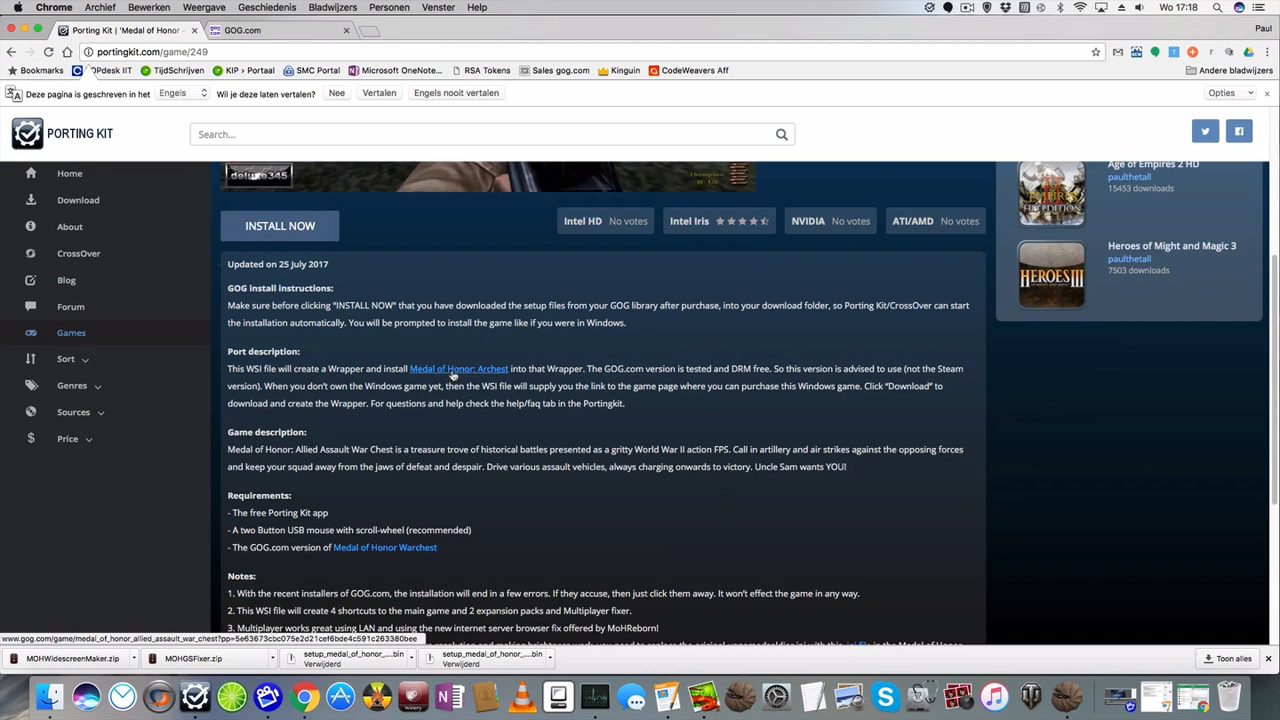 Chrome Archief Bewerken Weergave Geschiedenis Bladwijzers Personen Venster Help Wo 17:18
Porting Kit | 'Medal of Honor - GOG.com Paul
portingkit.com/game/249
Bookmarks OPdesk IIT TijdSchrijven KIP › Portaal SMC Portal Microsoft OneNote... RSA Tokens Sales gog.com Kinguin CodeWeavers Aff Andere bladwijzers
Deze pagina is geschreven in het Engels Wil je deze laten vertalen? Nee Vertalen Engels nooit vertalen Opties
PORTING KIT Search...
deluxe345
Home
Download
About
CrossOver
Blog
Forum
Games
Sort
Genres
Sources
Price
INSTALL NOW Intel HD No votes Intel Iris NVIDIA No votes ATI/AMD No votes
Updated on 25 July 2017
GOG install instructions:
Make sure before clicking "INSTALL NOW" that you have downloaded the setup files from your GOG library after purchase, into your download folder, so Porting Kit/CrossOver can start
the installation automatically. You will be prompted to install the game like if you were in Windows.
Port description:
This WSI file will create a Wrapper and install Medal of Honor: Archest into that Wrapper. The GOG.com version is tested and DRM free. So this version is advised to use (not the Steam
version). When you don't own the Windows game yet, then the WSI file will supply you the link to the game page where you can purchase this Windows game. Click "Download" to
download and create the Wrapper. For questions and help check the help/faq tab in the Portingkit.
Game description:
Medal of Honor: Allied Assault War Chest is a treasure trove of historical battles presented as a gritty World War II action FPS. Call in artillery and air strikes against the opposing forces
and keep your squad away from the jaws of defeat and despair. Drive various assault vehicles, always charging onwards to victory. Uncle Sam wants YOU!
Requirements:
- The free Porting Kit app
- A two Button USB mouse with scroll-wheel (recommended)
- The GOG.com version of Medal of Honor Warchest
Notes:
1. With the recent installers of GOG.com, the installation will end in a few errors. If they accuse, then just click them away. It won't effect the game in any way.
2. This WSI file will create 4 shortcuts to the main game and 2 expansion packs and Multiplayer fixer.
3. Multiplayer works great using LAN and using the new internet server browser fix offered by MoHReborn!
Age of Empires 2 HD
paulthetall
15453 downloads
Heroes of Might and Magic 3
paulthetall
7503 downloads
HEROES III
www.gog.com/game/medal_of_honor_allied_assault_war_chest?pp=5e63673cbc075e2d21cef6bde4c591c263380bee
MOHWidescreenMaker.zip MOHGSFixer.zip setup_medal_of_honor_....bin setup_medal_of_honor_....bin Toon alles
Verwijderd Verwijderd